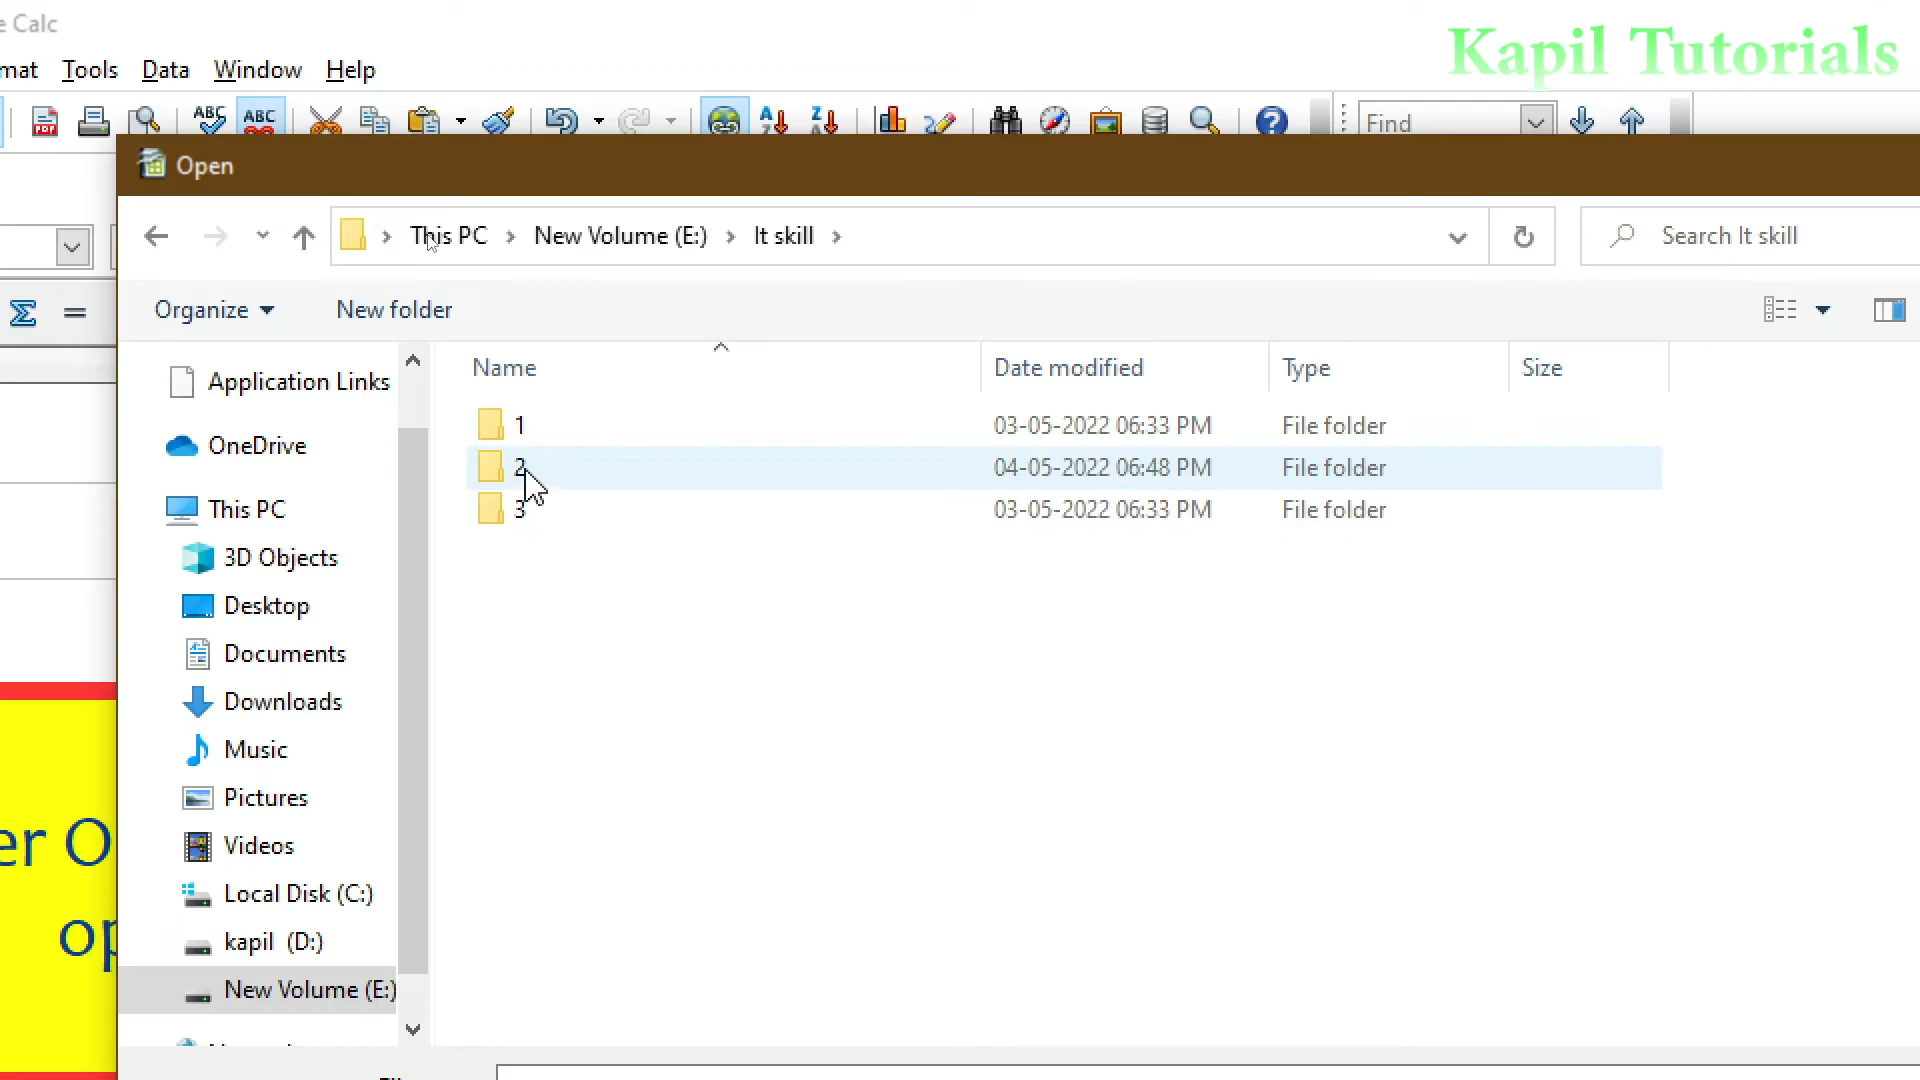 e Calc
Kapil Tutorials
mat Tools Data Window Help
PDF ABC ABC A Z Z A ? Find
Open
This PC > New Volume (E:) > It skill >
Search It skill
Organize New folder
Name Date modified Type Size
Application Links
1 03-05-2022 06:33 PM File folder
OneDrive
2 04-05-2022 06:48 PM File folder
This PC
3 03-05-2022 06:33 PM File folder
3D Objects
Desktop
Documents
Downloads
Music
Pictures
Videos
er O
Local Disk (C:)
op
kapil (D:)
New Volume (E:)